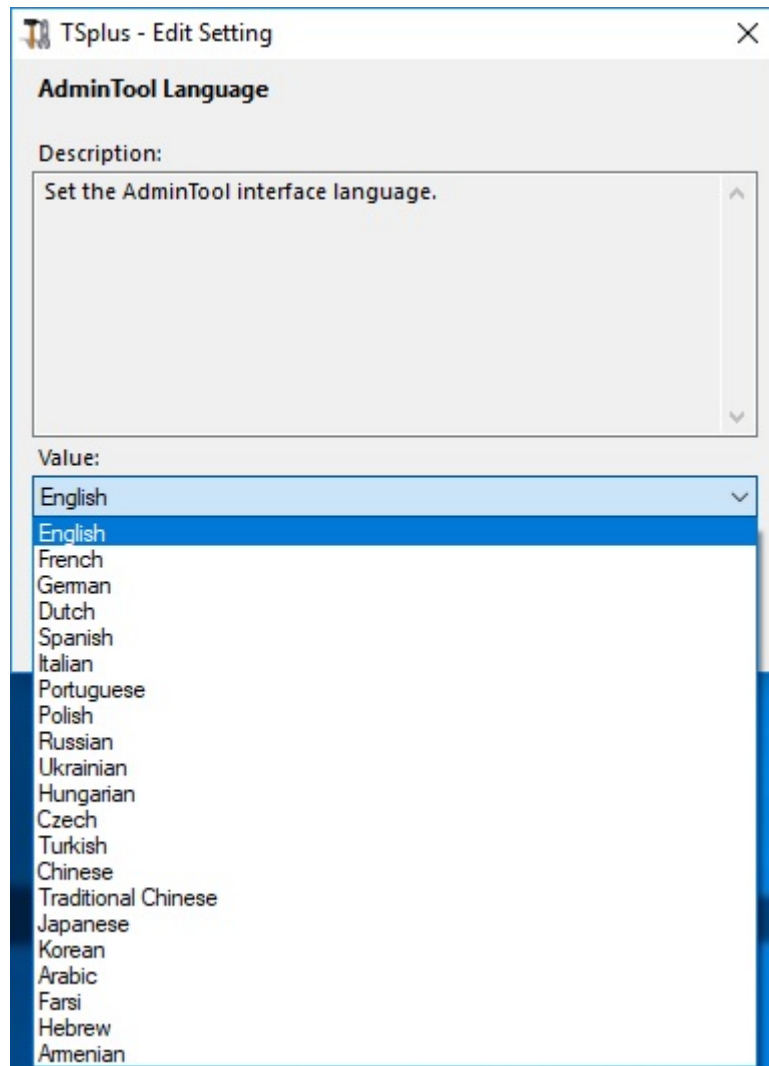 TSplus - Edit Setting
AdminTool Language
Description:
Set the AdminTool interface language.
Value:
English
English
French
German
Dutch
Spanish
Italian
Portuguese
Polish
Russian
Ukrainian
Hungarian
Czech
Turkish
Chinese
Traditional Chinese
Japanese
Korean
Arabic
Farsi
Hebrew
Armenian